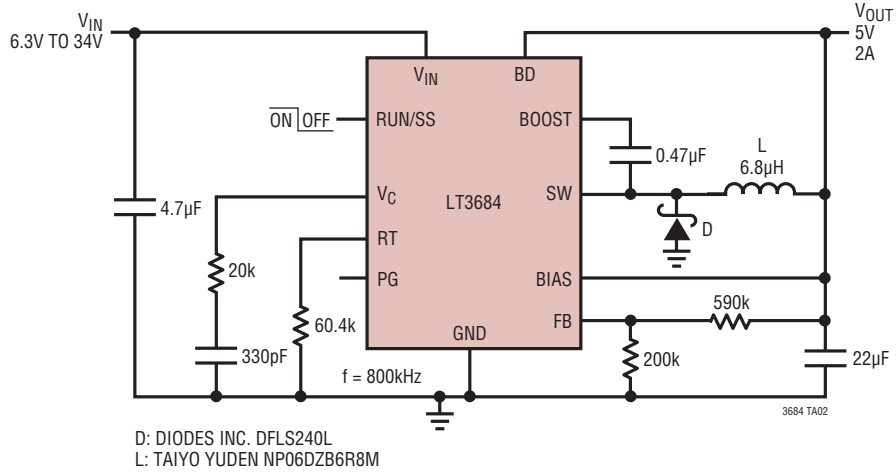 VIN
6.3V TO 34V
VOUT
5V
2A
VIN
BD
ON OFF
RUN/SS
BOOST
0.47µF
L
6.8µH
4.7µF
VC
LT3684
SW
D
20k
RT
PG
BIAS
590k
60.4k
FB
330pF
GND
200k
22µF
f = 800kHz
3684 TA02
D: DIODES INC. DFLS240L
L: TAIYO YUDEN NP06DZB6R8M